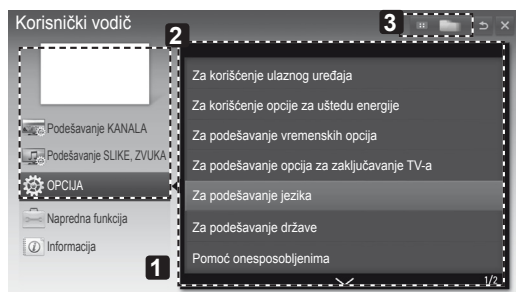 Korisnički vodič
2
3
Podešavanje KANALA
Podešavanje SLIKE, ZVUKA
OPCIJA
Napredna funkcija
Informacija
1
Za korišćenje ulaznog uređaja
Za korišćenje opcije za uštedu energije
Za podešavanje vremenskih opcija
Za podešavanje opcija za zaključavanje TV-a
Za podešavanje jezika
Za podešavanje države
Pomoć onesposobljenima
1/2